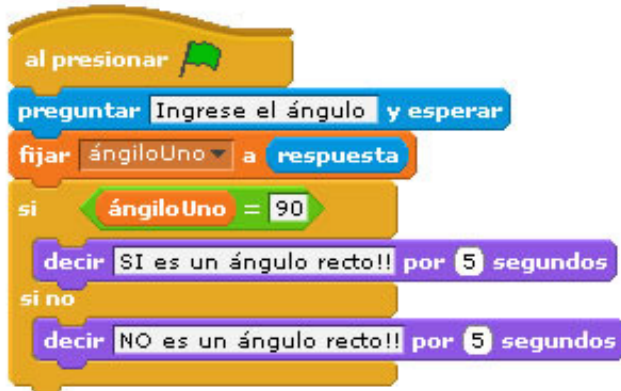 al presionar
preguntar Ingrese el ángulo y esperar
fijar ángiloUno a respuesta
si ángiloUno = 90
decir SI es un ángulo recto!! por 5 segundos
si no
decir NO es un ángulo recto!! por 5 segundos